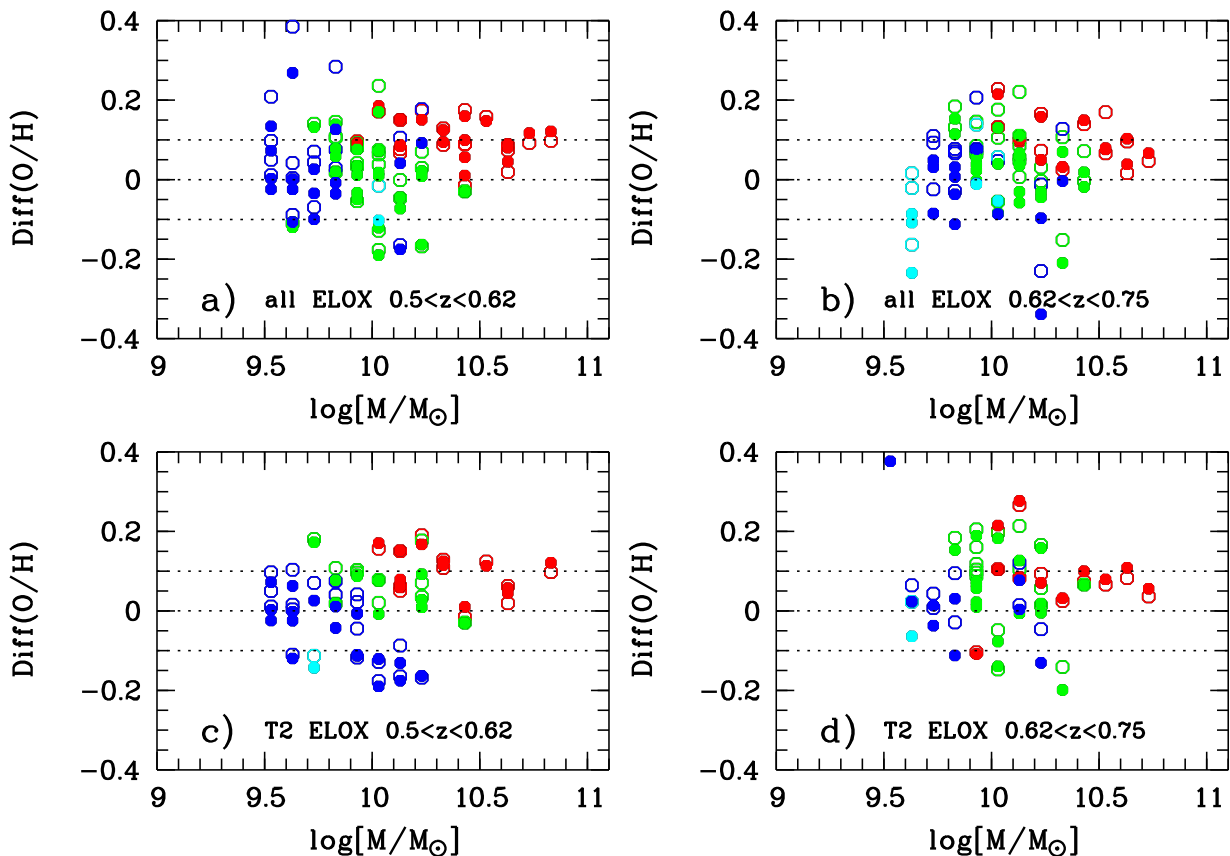 0.4
0.2
0
−0.2
−0.4
Diff(O/H)
a) all ELOX 0.5<z<0.62
9 9.5 10 10.5 11
log[M/M⊙]
0.4
0.2
0
−0.2
−0.4
Diff(O/H)
b) all ELOX 0.62<z<0.75
9 9.5 10 10.5 11
log[M/M⊙]
0.4
0.2
0
−0.2
−0.4
Diff(O/H)
c) T2 ELOX 0.5<z<0.62
9 9.5 10 10.5 11
log[M/M⊙]
0.4
0.2
0
−0.2
−0.4
Diff(O/H)
d) T2 ELOX 0.62<z<0.75
9 9.5 10 10.5 11
log[M/M⊙]